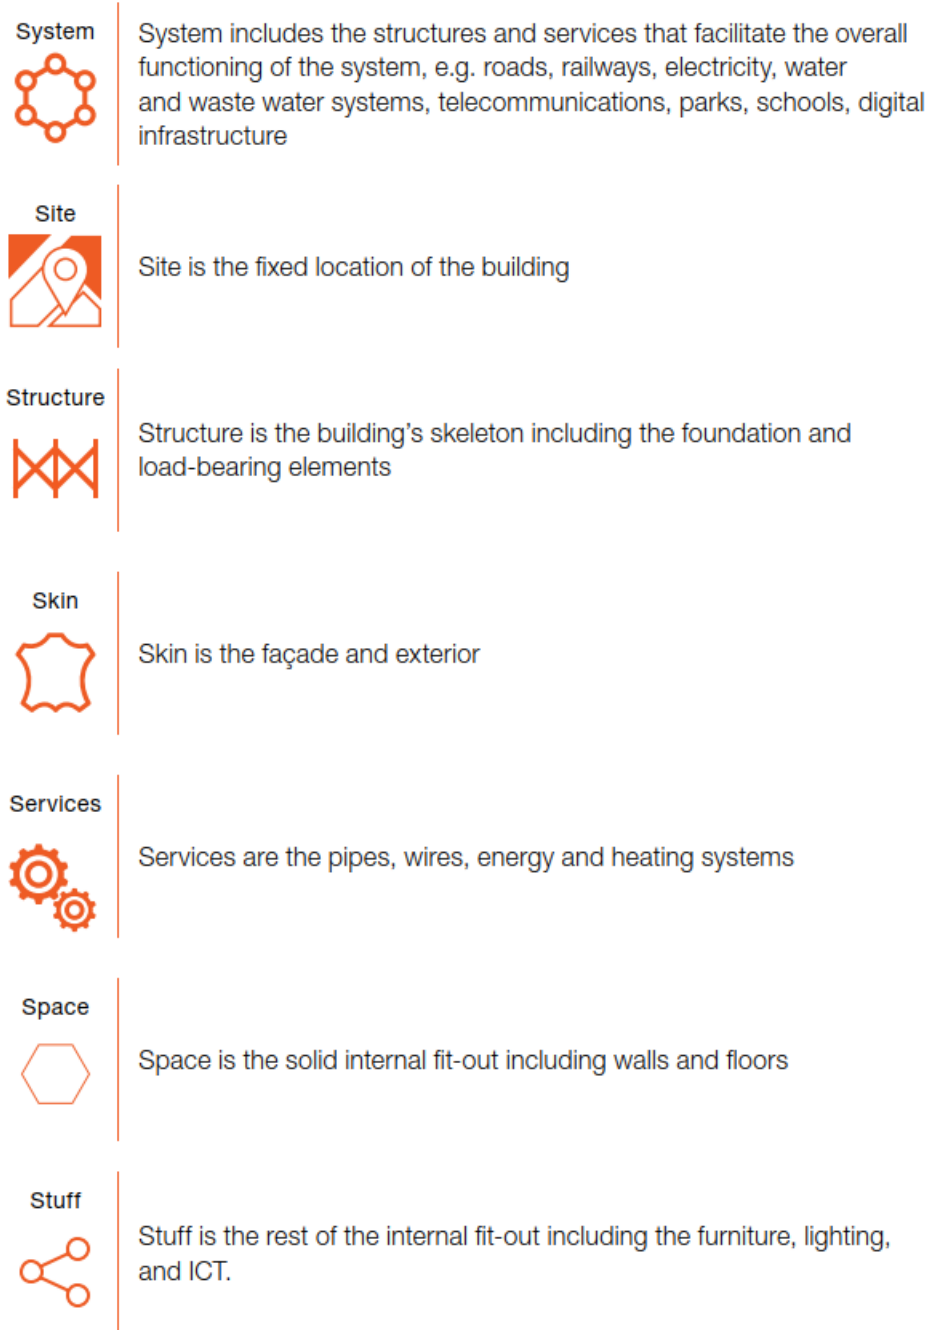 System
System includes the structures and services that facilitate the overall
functioning of the system, e.g. roads, railways, electricity, water
and waste water systems, telecommunications, parks, schools, digital
infrastructure
Site
Site is the fixed location of the building
Structure
Structure is the building’s skeleton including the foundation and
load-bearing elements
Skin
Skin is the façade and exterior
Services
Services are the pipes, wires, energy and heating systems
Space
Space is the solid internal fit-out including walls and floors
Stuff
Stuff is the rest of the internal fit-out including the furniture, lighting,
and ICT.